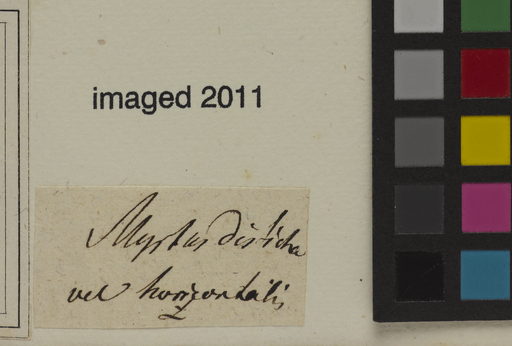 imaged 2011
Myrtus disticha
vel horizontalis